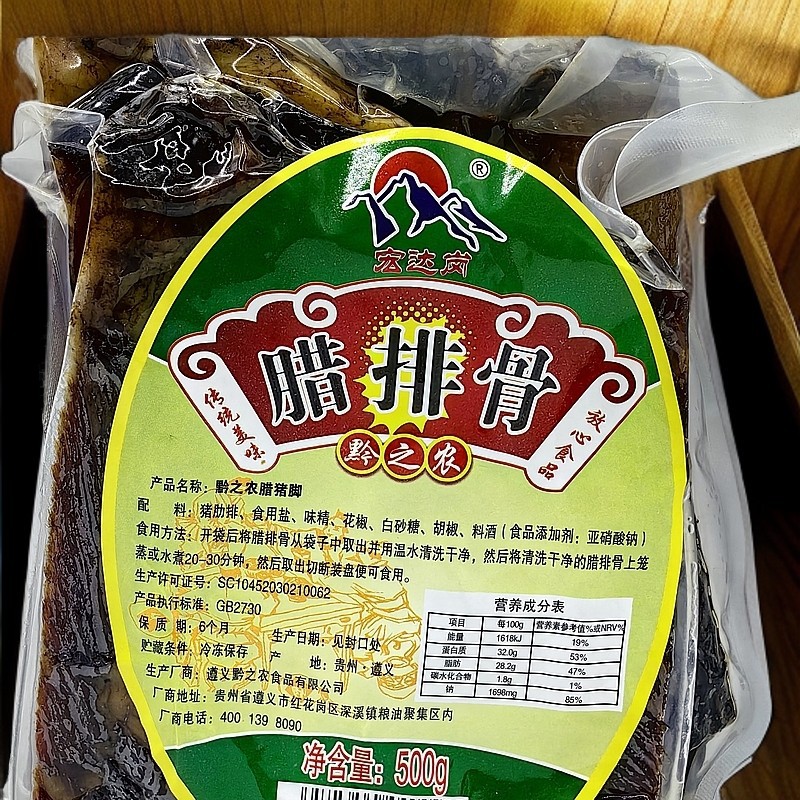 ®
宏达岗
腊排骨
传统美味
放心食品
黔之农
产品名称：黔之农腊猪脚
配 料：猪肋排、食用盐、味精、花椒、白砂糖、胡椒、料酒（食品添加剂：亚硝酸钠）
食用方法：开袋后将腊排骨从袋子中取出并用温水清洗干净，然后将清洗干净的腊排骨上笼
蒸或水煮20-30分钟，然后取出切断装盘便可食用。
生产许可证号：SC10452030210062
产品执行标准：GB2730
保 质 期：6个月 生产日期：见封口处
贮藏条件：冷冻保存 产 地：贵州·遵义
生产厂商：遵义黔之农食品有限公司
厂商地址：贵州省遵义市红花岗区深溪镇粮油聚集区内
厂商电话：400 139 8090
营养成分表
项目 每100g 营养素参考值%或NRV%
能量 1618kJ 19%
蛋白质 32.0g 53%
脂肪 28.2g 47%
碳水化合物 1.8g 1%
钠 1698mg 85%
净含量：500g